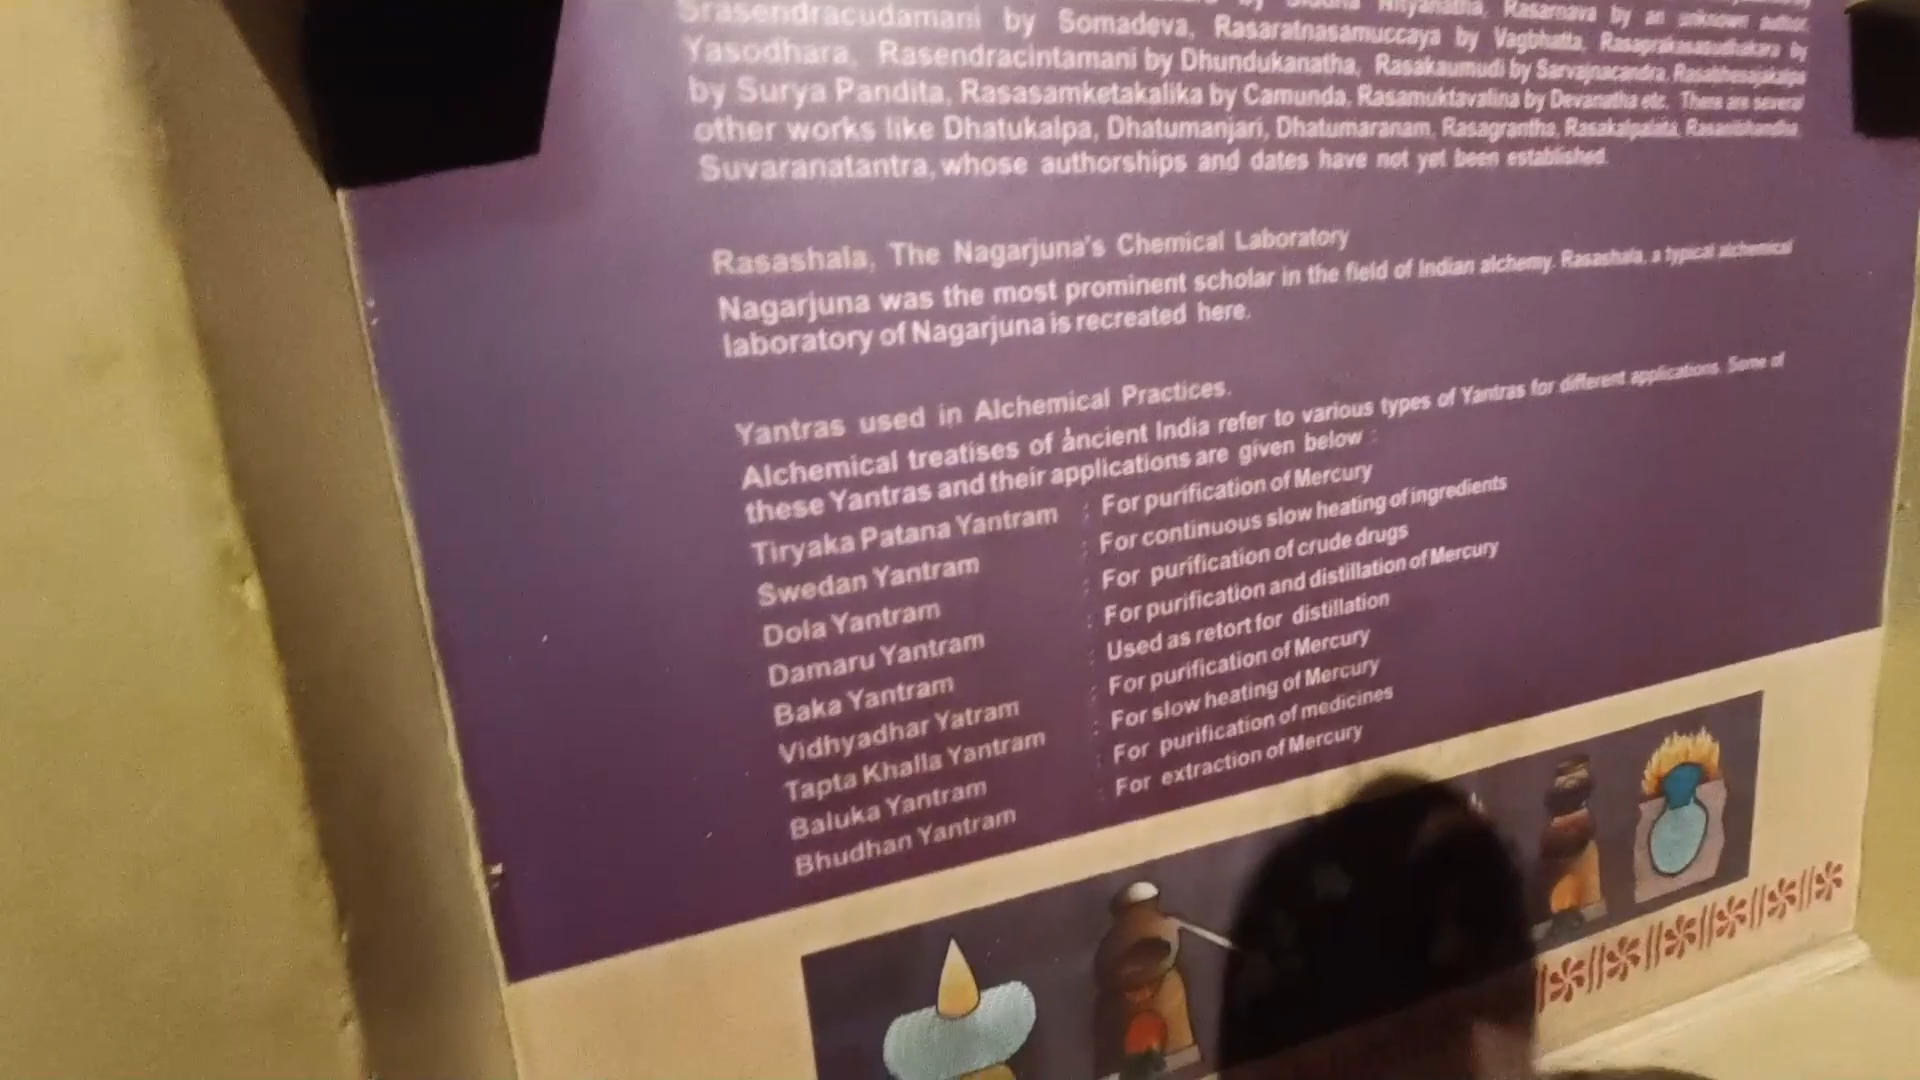 Srasendracudamani by Somadeva, Rasaratnasamuccaya by Vagbhatta, Rasaprakasasudhakara by
Yasodhara, Rasendracintamani by Dhundukanatha, Rasakaumudi by Sarvajnacandra, Rasabhesajakalpa
by Surya Pandita, Rasasamketakalika by Camunda, Rasamuktavalina by Devanatha etc. There are several
other works like Dhatukalpa, Dhatumanjari, Dhatumaranam, Rasagrantha, Rasakalpalata,
Suvaranatantra, whose authorships and dates have not yet been established.
Rasashala, The Nagarjuna's Chemical Laboratory
Nagarjuna was the most prominent scholar in the field of Indian alchemy. Rasashala, a typical alchemical
laboratory of Nagarjuna is recreated here.
Yantras used in Alchemical Practices.
Alchemical treatises of ancient India refer to various types of Yantras for different applications. Some of
these Yantras and their applications are given below :
Tiryaka Patana Yantram : For purification of Mercury
Swedan Yantram : For continuous slow heating of ingredients
Dola Yantram : For purification of crude drugs
Damaru Yantram : For purification and distillation of Mercury
Baka Yantram : Used as retort for distillation
Vidhyadhar Yatram : For purification of Mercury
Tapta Khalla Yantram : For slow heating of Mercury
Baluka Yantram : For purification of medicines
Bhudhan Yantram : For extraction of Mercury